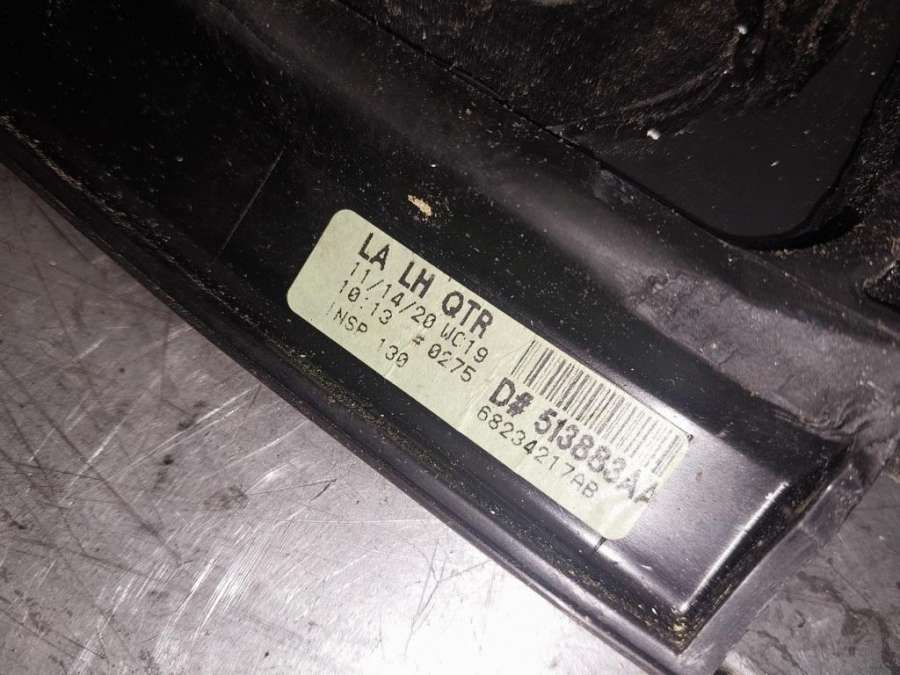 LA LH QTR
11/14/20 WC19
10:13 #0275
INSP 130
D# 513883AA
68234217AB